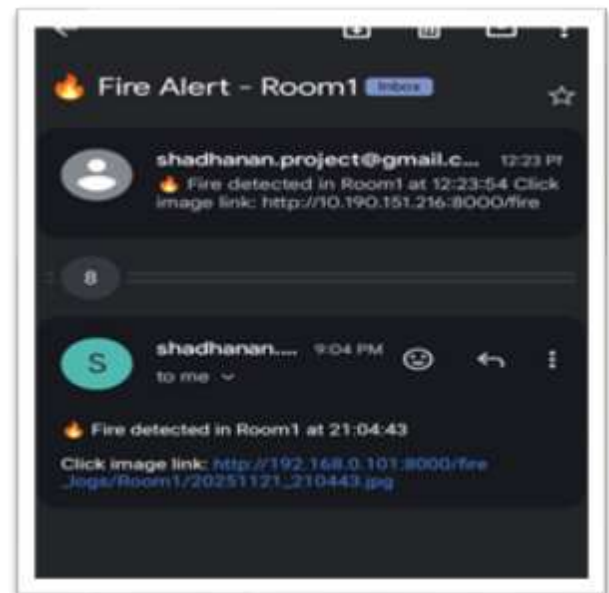 🔥 Fire Alert - Room1 Inbox
shadhanan.project@gmail.c... 12:23 PM
🔥 Fire detected in Room1 at 12:23:54 Click
image link: http://10.190.151.216:8000/fire
8
S
shadhanan.... 9:04 PM
to me
🔥 Fire detected in Room1 at 21:04:43
Click image link: http://192.168.0.101:8000/fire
_logs/Room1/20251121_210443.jpg